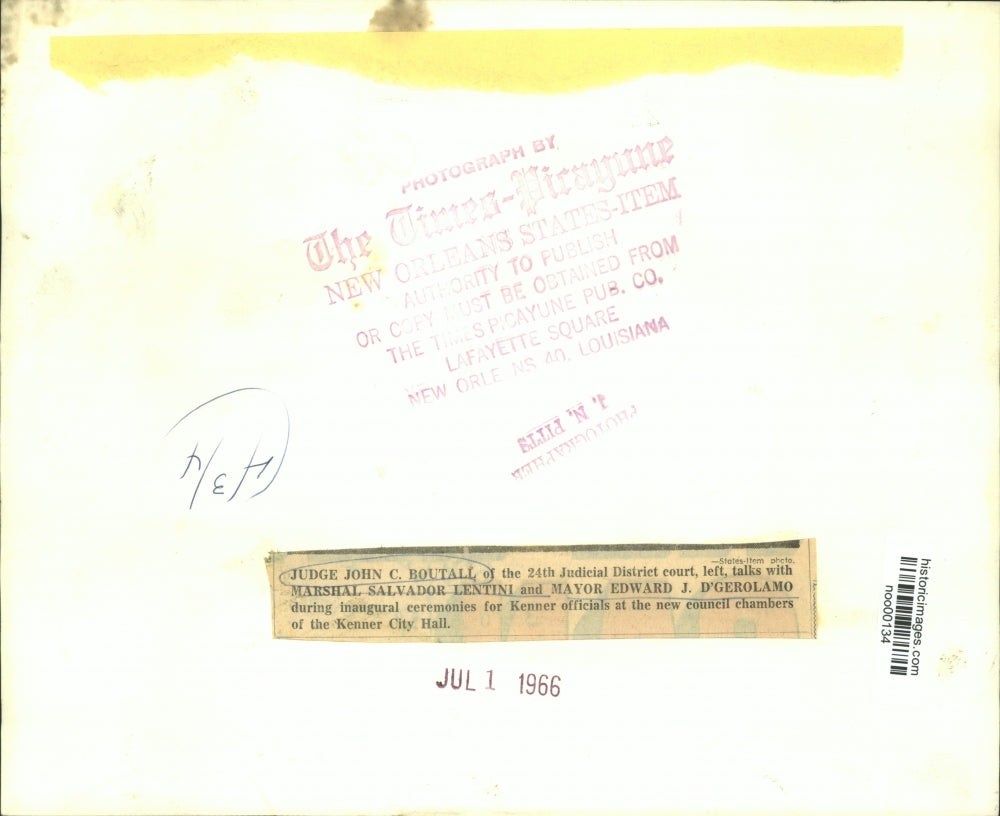 PHOTOGRAPH BY
The Times-Picayune
NEW ORLEANS STATES-ITEM
AUTHORITY TO PUBLISH
OR COPY MUST BE OBTAINED FROM
THE TIMES-PICAYUNE PUB. CO.
LAFAYETTE SQUARE
NEW ORLE NS 40, LOUISIANA
PHOTOGRAPHER
J. N. PITTS
—States-Item photo.
JUDGE JOHN C. BOUTALL of the 24th Judicial District court, left, talks with
MARSHAL SALVADOR LENTINI and MAYOR EDWARD J. D'GEROLAMO
during inaugural ceremonies for Kenner officials at the new council chambers
of the Kenner City Hall.
JUL 1 1966
historicimages.com
noo00134